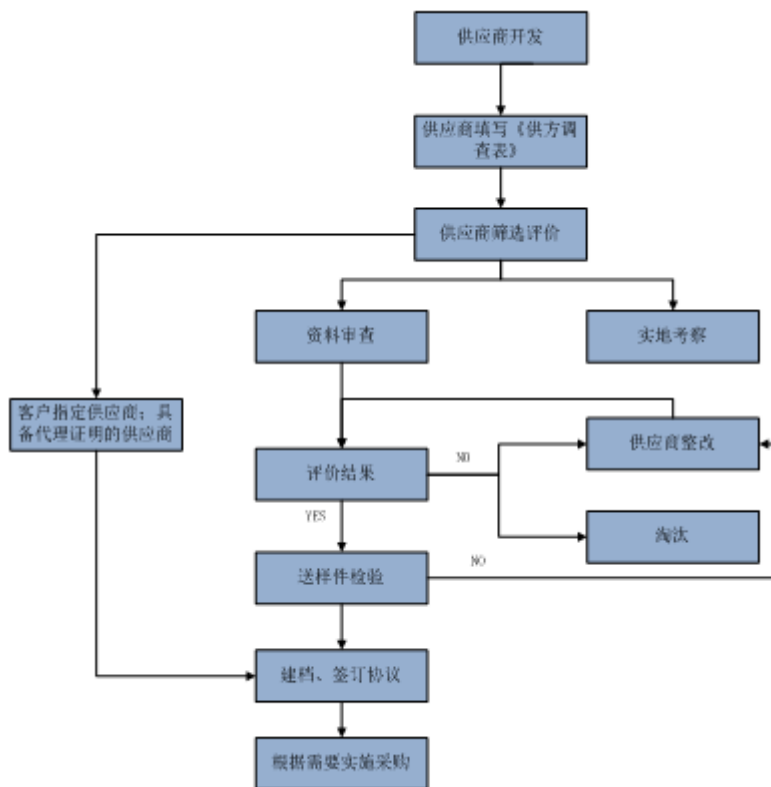 供应商开发
供应商填写《供方调
查表》
供应商筛选评价
资料审查
实地考察
客户指定供应商；具
备代理证明的供应商
供应商整改
评价结果
NO
YES
淘汰
送样件检验
NO
建档、签订协议
根据需要实施采购